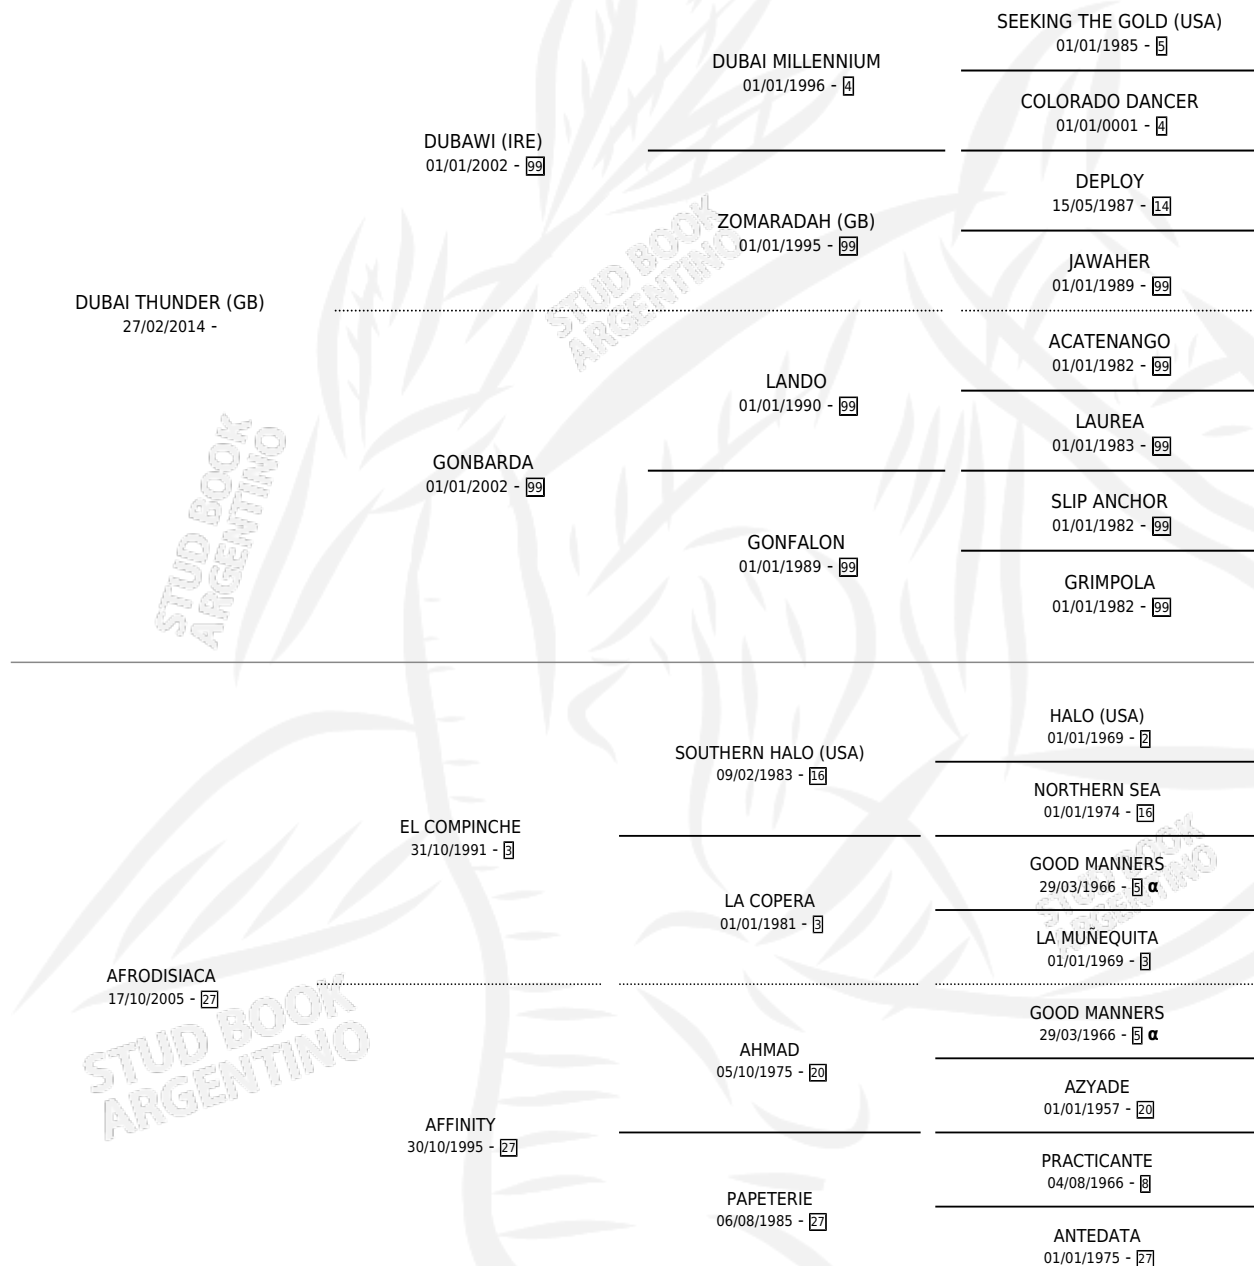 SEEKING THE GOLD (USA)
01/01/1985 - 5
DUBAI MILLENNIUM
01/01/1996 - 4
COLORADO DANCER
01/01/0001 - 4
DUBAWI (IRE)
01/01/2002 - 99
DEPLOY
15/05/1987 - 14
ZOMARADAH (GB)
01/01/1995 - 99
JAWAHER
01/01/1989 - 99
DUBAI THUNDER (GB)
27/02/2014 -
ACATENANGO
01/01/1982 - 99
LANDO
01/01/1990 - 99
LAUREA
01/01/1983 - 99
GONBARDA
01/01/2002 - 99
SLIP ANCHOR
01/01/1982 - 99
GONFALON
01/01/1989 - 99
GRIMPOLA
01/01/1982 - 99
HALO (USA)
01/01/1969 - 2
SOUTHERN HALO (USA)
09/02/1983 - 16
NORTHERN SEA
01/01/1974 - 16
EL COMPINCHE
31/10/1991 - 3
GOOD MANNERS
29/03/1966 - 5 α
LA COPERA
01/01/1981 - 3
LA MUÑEQUITA
01/01/1969 - 3
AFRODISIACA
17/10/2005 - 27
GOOD MANNERS
29/03/1966 - 5 α
AHMAD
05/10/1975 - 20
AZYADE
01/01/1957 - 20
AFFINITY
30/10/1995 - 27
PRACTICANTE
04/08/1966 - 8
PAPETERIE
06/08/1985 - 27
ANTEDATA
01/01/1975 - 27
STUD BOOK
ARGENTINO
STUD BOOK
ARGENTINO
STUD BOOK
ARGENTINO
STUD BOOK
ARGENTINO